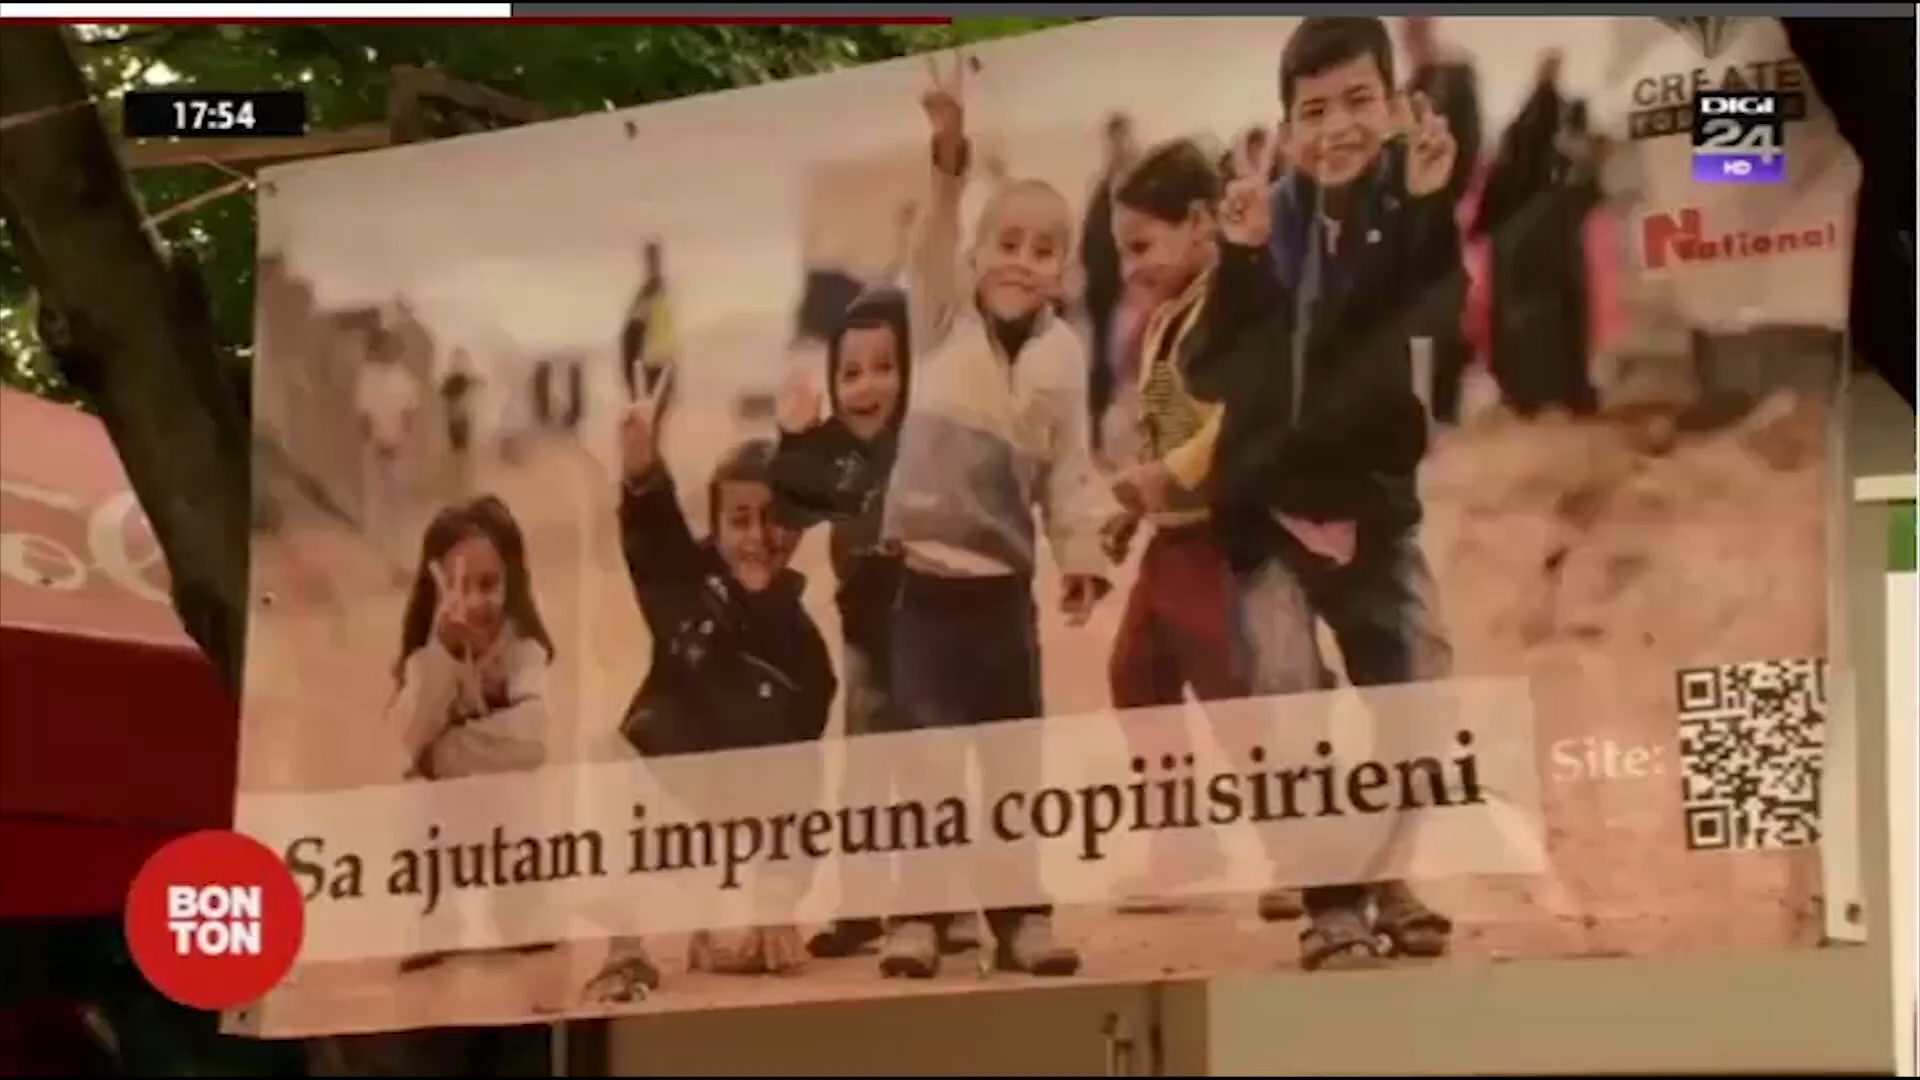 17:54
CREATE
DIGI
24
HD
National
Site:
Sa ajutam impreuna copiiisirieni
BON
TON